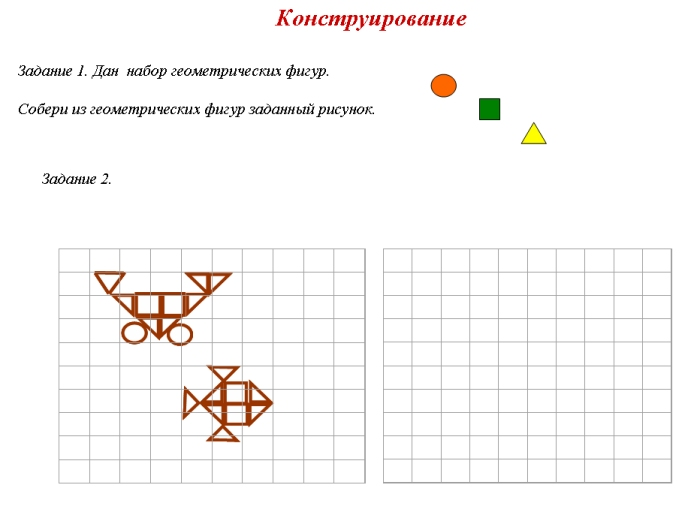 Конструирование
Задание 1. Дан набор геометрических фигур.
Собери из геометрических фигур заданный рисунок.
Задание 2.